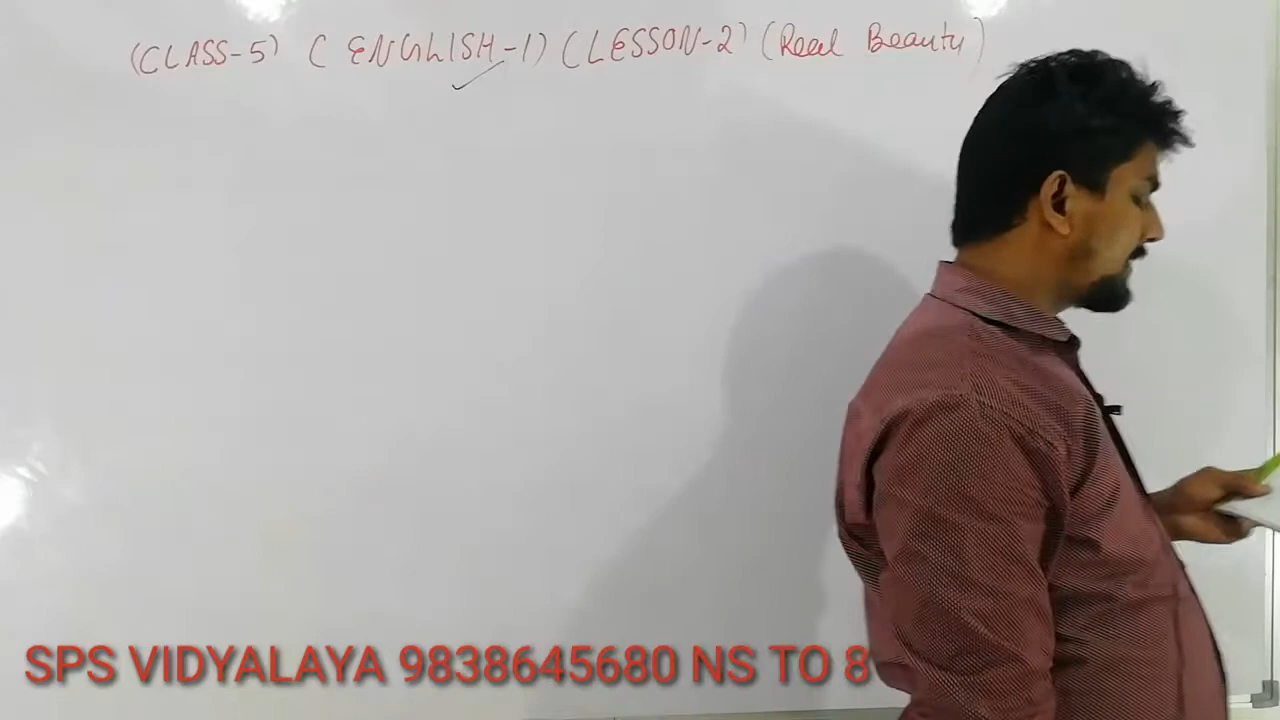 (CLASS-5) (ENGLISH-1) (LESSON-2) (Real Beauty)
SPS VIDYALAYA 9838645680 NS TO 8